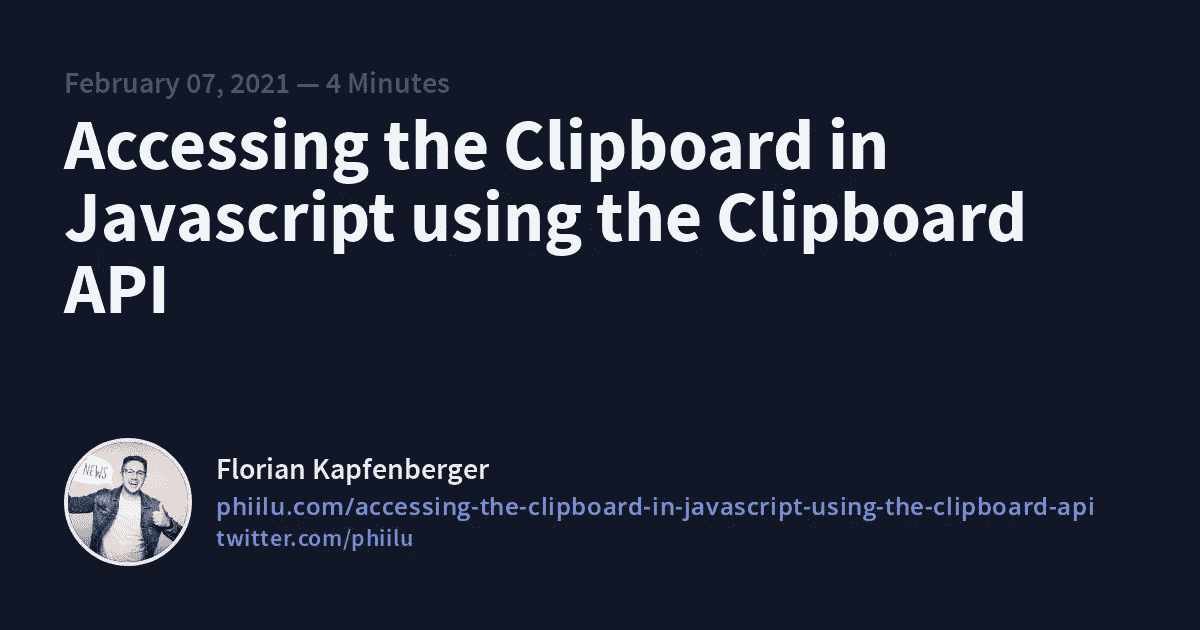 February 07, 2021 — 4 Minutes
Accessing the Clipboard in
Javascript using the Clipboard
API
NEWS
Florian Kapfenberger
phiilu.com/accessing-the-clipboard-in-javascript-using-the-clipboard-api
twitter.com/phiilu